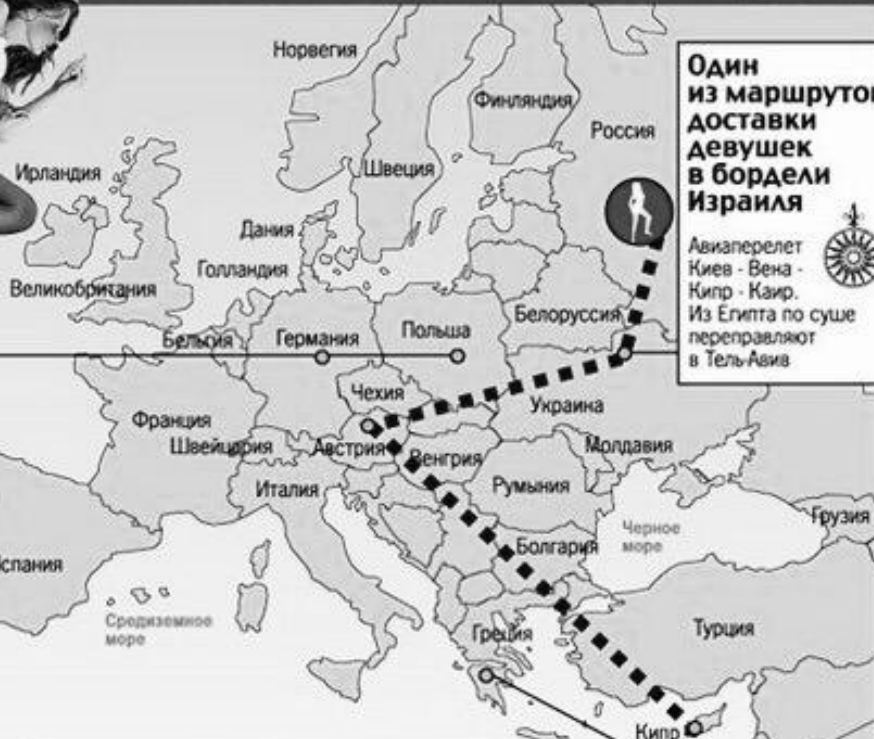 Норвегия
Финляндия
Россия
Швеция
Ирландия
Дания
Голландия
Великобритания
Бельгия
Германия
Польша
Белоруссия
Чехия
Украина
Франция
Швейцария
Австрия
Венгрия
Молдавия
Италия
Румыния
Грузия
Черное
море
Болгария
спания
Средиземное
море
Греция
Турция
Кипр
Один
из маршруто
доставки
девушек
в бордели
Израиля
Авиаперелет
Киев - Вена -
Кипр - Каир.
Из Египта по суше
переправляют
в Тель-Авив